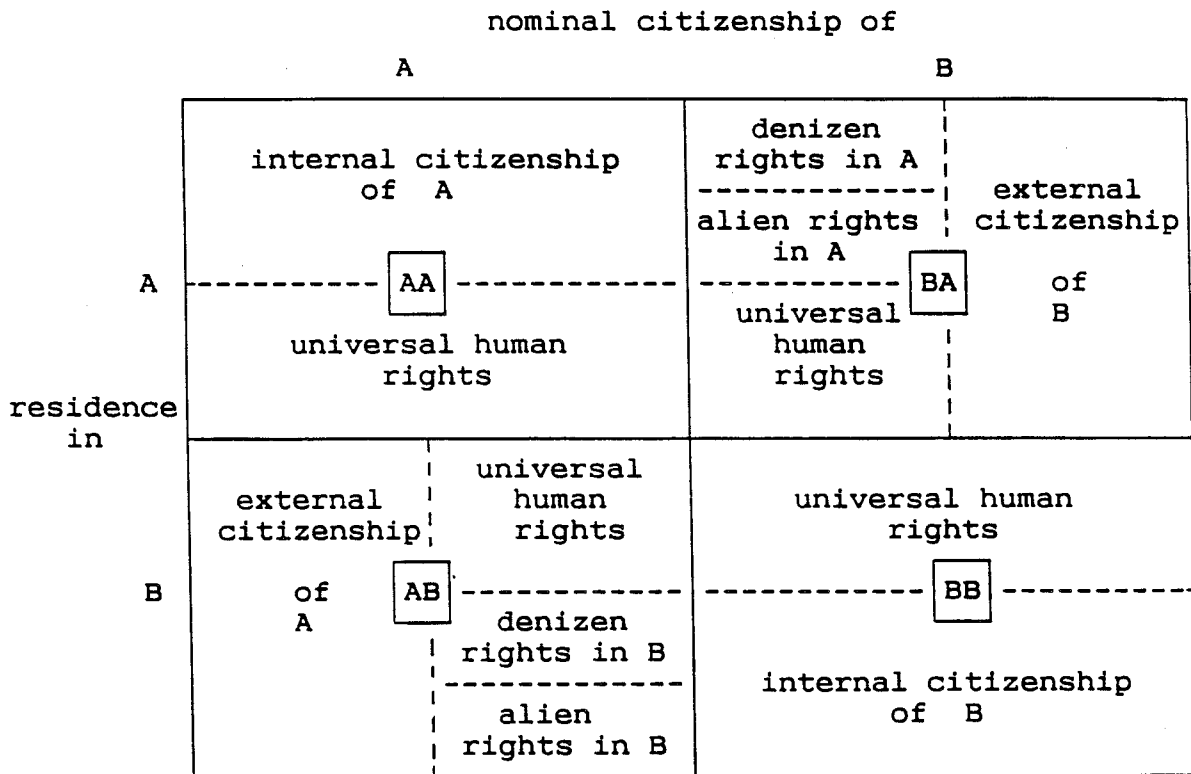 nominal citizenship of
A
B
internal citizenship
of A
denizen
rights in A
alien rights
in A
external
citizenship
of
B
A
AA
BA
universal human
rights
universal
human
rights
residence
in
external
citizenship
of
A
universal
human
rights
universal human
rights
B
AB
BB
denizen
rights in B
alien
rights in B
internal citizenship
of B